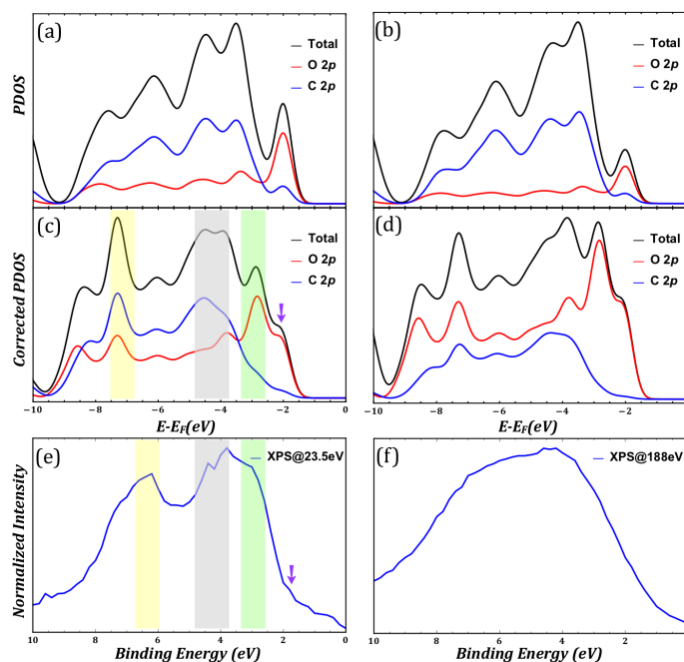 (a)
Total
O 2p
C 2p
PDOS
(b)
Total
O 2p
C 2p
(c)
Total
O 2p
C 2p
Corrected PDOS
−10 −8 −6 −4 −2 0
E-EF(eV)
(d)
Total
O 2p
C 2p
−10 −8 −6 −4 −2
E-EF(eV)
(e)
XPS@23.5eV
Normalized Intensity
10 8 6 4 2 0
Binding Energy (eV)
(f)
XPS@188eV
10 8 6 4 2
Binding Energy (eV)